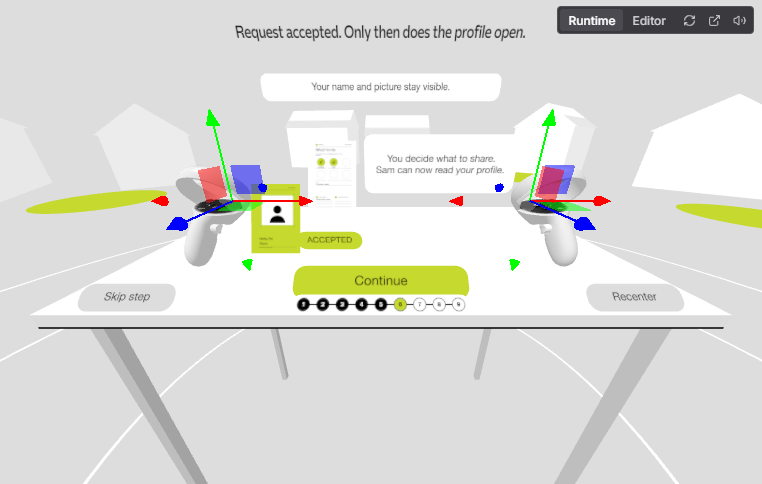 Runtime Editor
Request accepted. Only then does the profile open.
Your name and picture stay visible.
You decide what to share.
Sam can now read your profile.
ACCEPTED
Continue
Skip step
Recenter
1 2 3 4 5 6 7 8 9